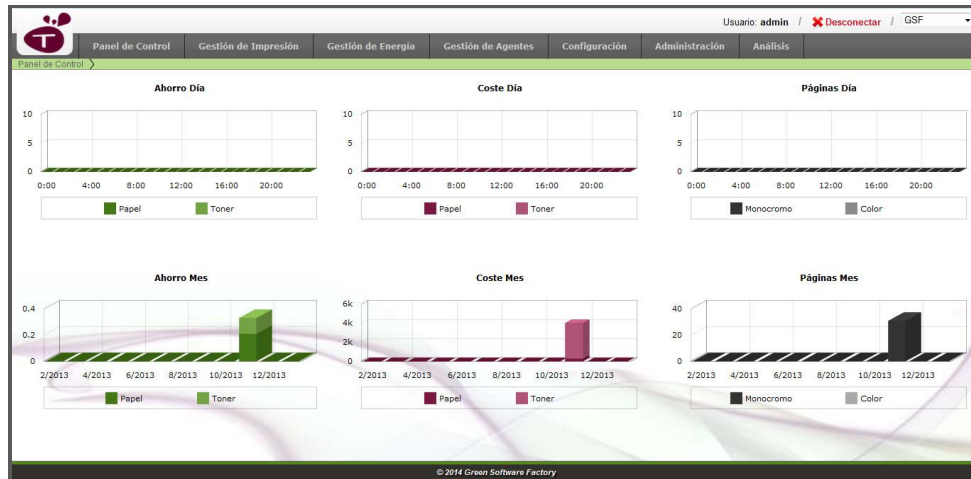 Usuario: admin / Desconectar / GSF
T
Panel de Control Gestión de Impresión Gestión de Energía Gestión de Agentes Configuración Administración Análisis
Panel de Control
Ahorro Día
10
5
0
0:00 4:00 8:00 12:00 16:00 20:00
Papel Toner
Coste Día
10
5
0
0:00 4:00 8:00 12:00 16:00 20:00
Papel Toner
Páginas Día
10
5
0
0:00 4:00 8:00 12:00 16:00 20:00
Monocromo Color
Ahorro Mes
0.4
0.2
0
2/2013 4/2013 6/2013 8/2013 10/2013 12/2013
Papel Toner
Coste Mes
6k
4k
2k
0
2/2013 4/2013 6/2013 8/2013 10/2013 12/2013
Papel Toner
Páginas Mes
40
20
0
2/2013 4/2013 6/2013 8/2013 10/2013 12/2013
Monocromo Color
© 2014 Green Software Factory